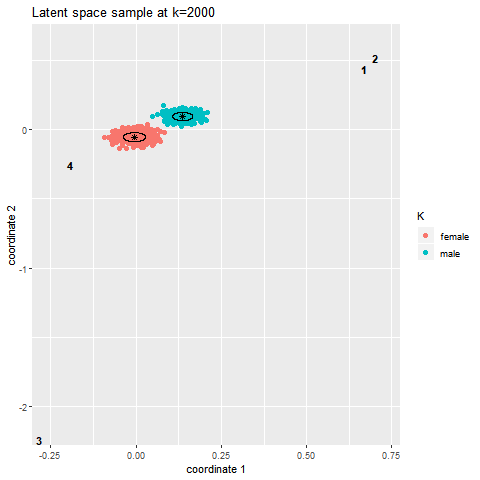 Latent space sample at k=2000
2
1
0
4
-1
-2
3
-0.25
0.00
0.25
0.50
0.75
coordinate 1
coordinate 2
K
female
male